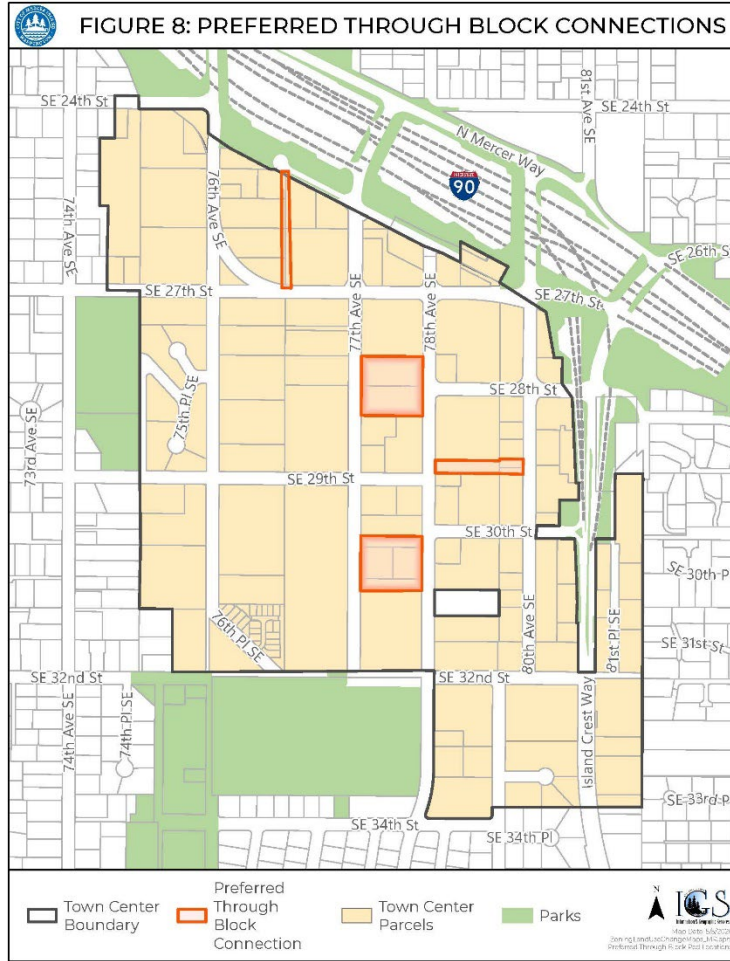 FIGURE 8: PREFERRED THROUGH BLOCK CONNECTIONS
SE 24th St
81st Ave SE
SE 24th St
N Mercer Way
INTERSTATE
90
74th Ave SE
76th Ave SE
SE 26th St
SE 27th St
77th Ave SE
78th Ave SE
SE 27th St
SE 28th St
75th Pl SE
73rd Ave SE
SE 29th St
SE 30th St
SE 30th P
80th Ave SE
81st Pl SE
SE 31st St
76th Pl SE
SE 32nd St
SE 32nd St
74th Ave SE
74th Pl SE
Island Crest Way
SE 33rd P
SE 34th St
SE 34th Pl
Town Center
Boundary
Preferred
Through
Block
Connection
Town Center
Parcels
Parks
N
IGS